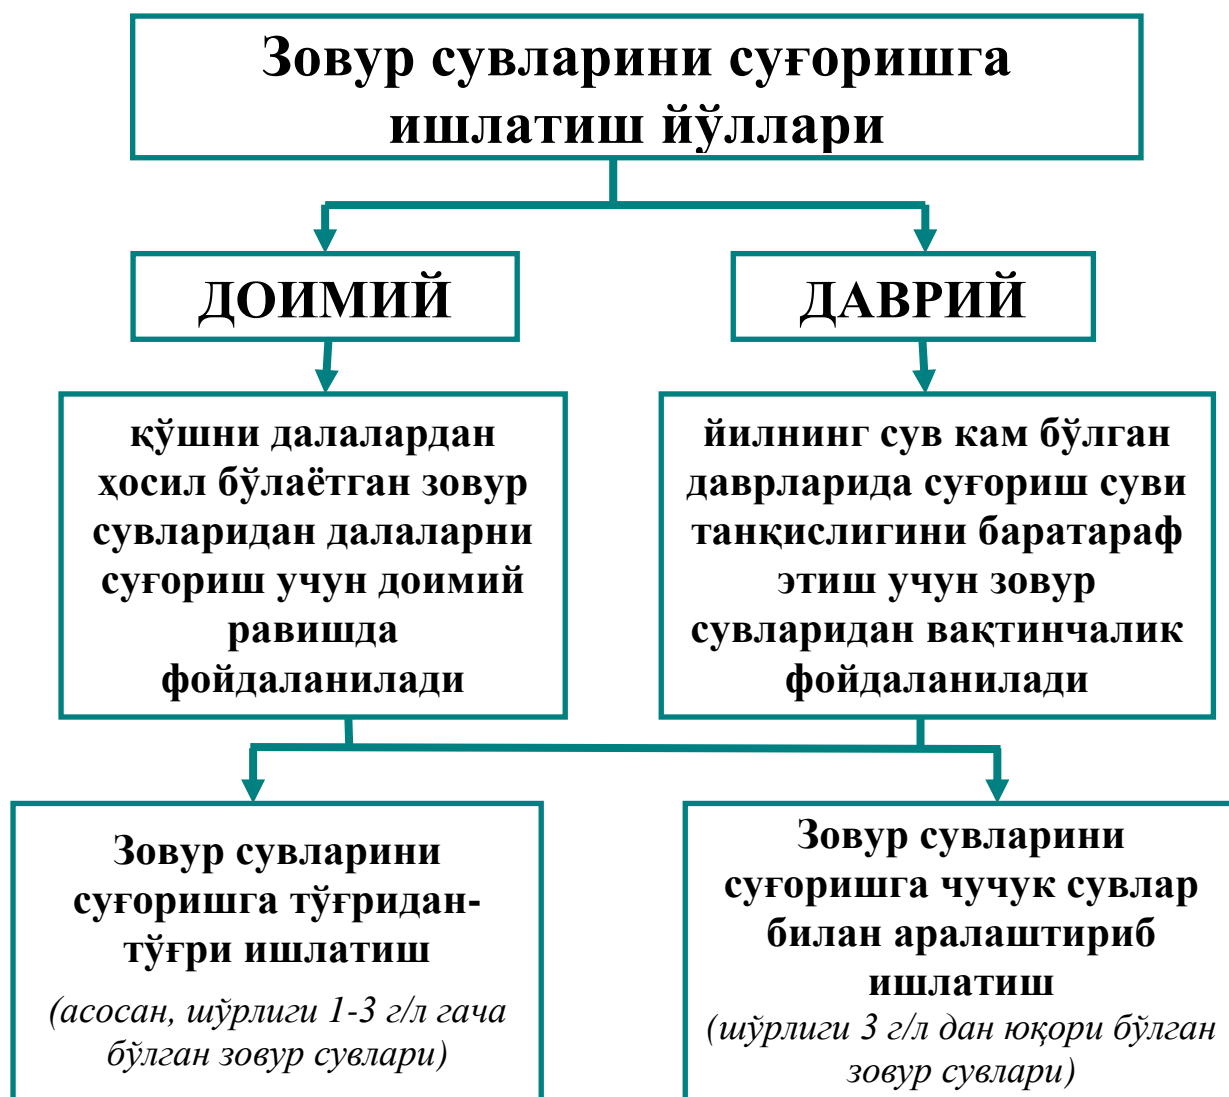 Зовур сувларини суғоришга
ишлатиш йўллари
ДОИМИЙ
ДАВРИЙ
қўшни далалардан
ҳосил бўлаётган зовур
сувларидан далаларни
суғориш учун доимий
равишда
фойдаланилади
йилнинг сув кам бўлган
даврларида суғориш суви
танқислигини баратараф
этиш учун зовур
сувларидан вақтинчалик
фойдаланилади
Зовур сувларини
суғоришга тўғридан-
тўғри ишлатиш
(асосан, шўрлиги 1-3 г/л гача
бўлган зовур сувлари)
Зовур сувларини
суғоришга чучук сувлар
билан аралаштириб
ишлатиш
(шўрлиги 3 г/л дан юқори бўлган
зовур сувлари)